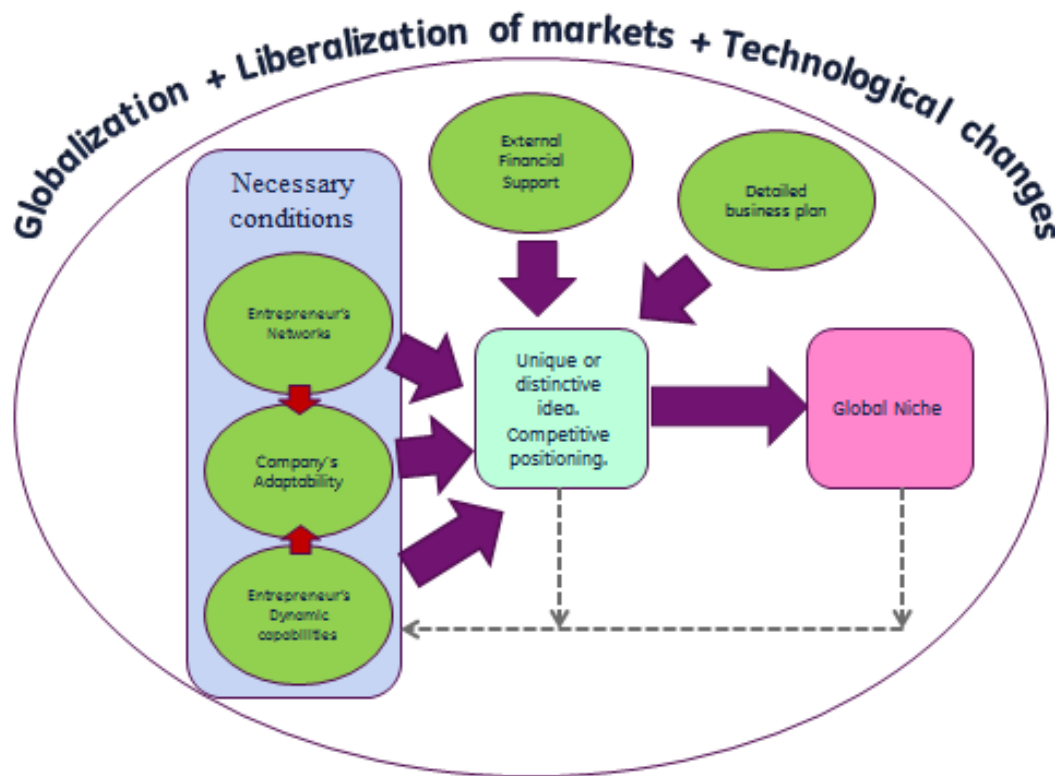 Globalization + Liberalization of markets + Technological changes
Necessary
conditions
External
Financial
Support
Detailed
business plan
Entrepreneur's
Networks
Company's
Adaptability
Entrepreneur's
Dynamic
capabilities
Unique or
distinctive
idea.
Competitive
positioning.
Global Niche